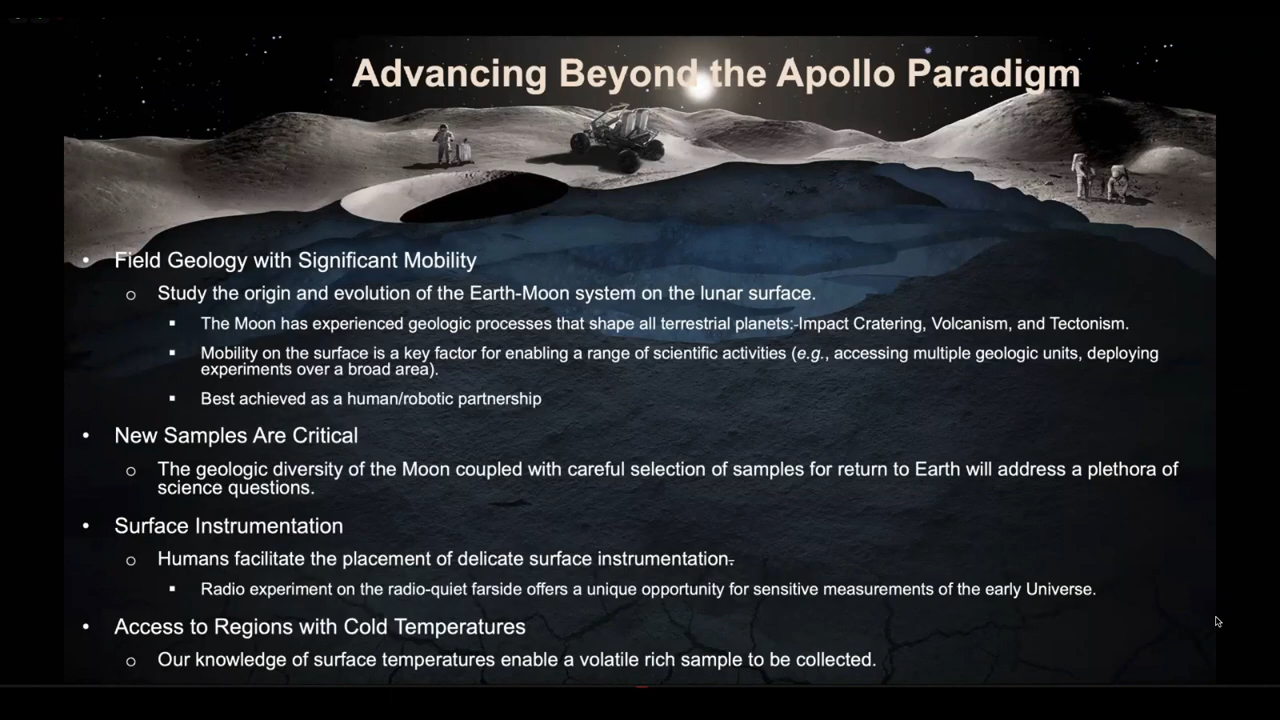 Advancing Beyond the Apollo Paradigm
• Field Geology with Significant Mobility
o Study the origin and evolution of the Earth-Moon system on the lunar surface.
▪ The Moon has experienced geologic processes that shape all terrestrial planets:-Impact Cratering, Volcanism, and Tectonism.
▪ Mobility on the surface is a key factor for enabling a range of scientific activities (e.g., accessing multiple geologic units, deploying
experiments over a broad area).
▪ Best achieved as a human/robotic partnership
• New Samples Are Critical
o The geologic diversity of the Moon coupled with careful selection of samples for return to Earth will address a plethora of
science questions.
• Surface Instrumentation
o Humans facilitate the placement of delicate surface instrumentation.
▪ Radio experiment on the radio-quiet farside offers a unique opportunity for sensitive measurements of the early Universe.
• Access to Regions with Cold Temperatures
o Our knowledge of surface temperatures enable a volatile rich sample to be collected.